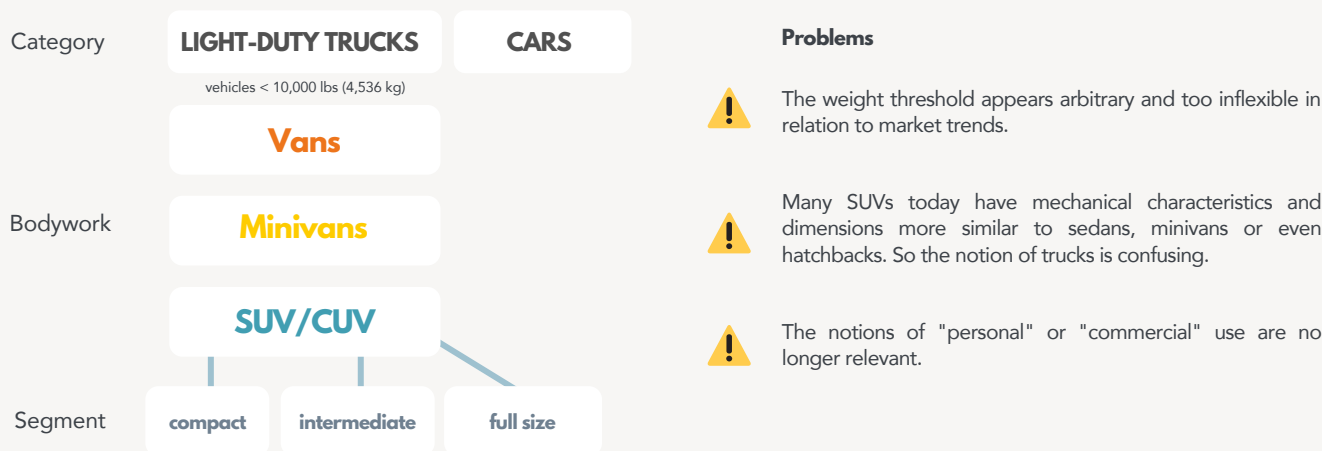 Category
LIGHT-DUTY TRUCKS
CARS
vehicles < 10,000 lbs (4,536 kg)
Vans
Bodywork
Minivans
SUV/CUV
Segment
compact
intermediate
full size
Problems
The weight threshold appears arbitrary and too inflexible in
relation to market trends.
Many SUVs today have mechanical characteristics and
dimensions more similar to sedans, minivans or even
hatchbacks. So the notion of trucks is confusing.
The notions of "personal" or "commercial" use are no
longer relevant.